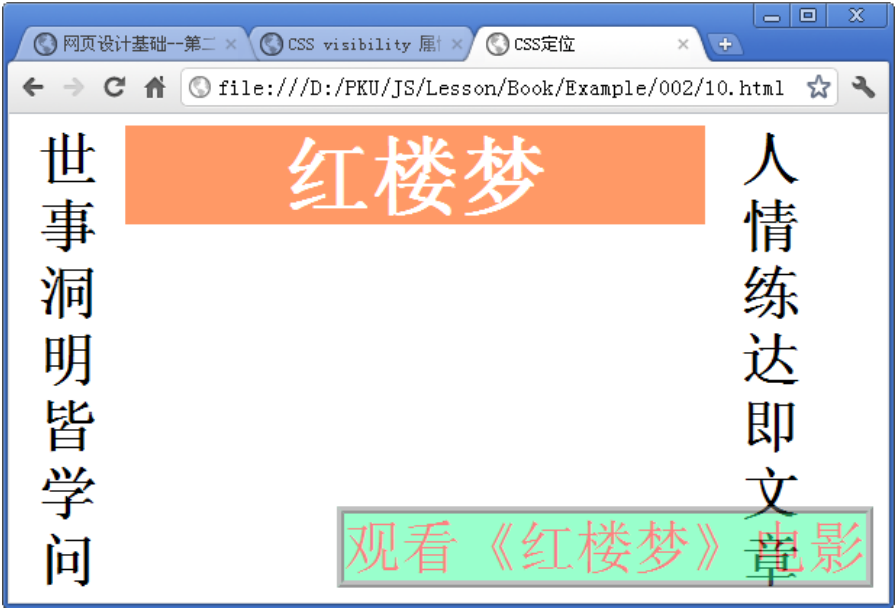 网页设计基础--第二
CSS visibility 属性
CSS定位
file:///D:/PKU/JS/Lesson/Book/Example/002/10.html
世事洞明皆学问
红楼梦
人情练达即文章
观看《红楼梦》电影